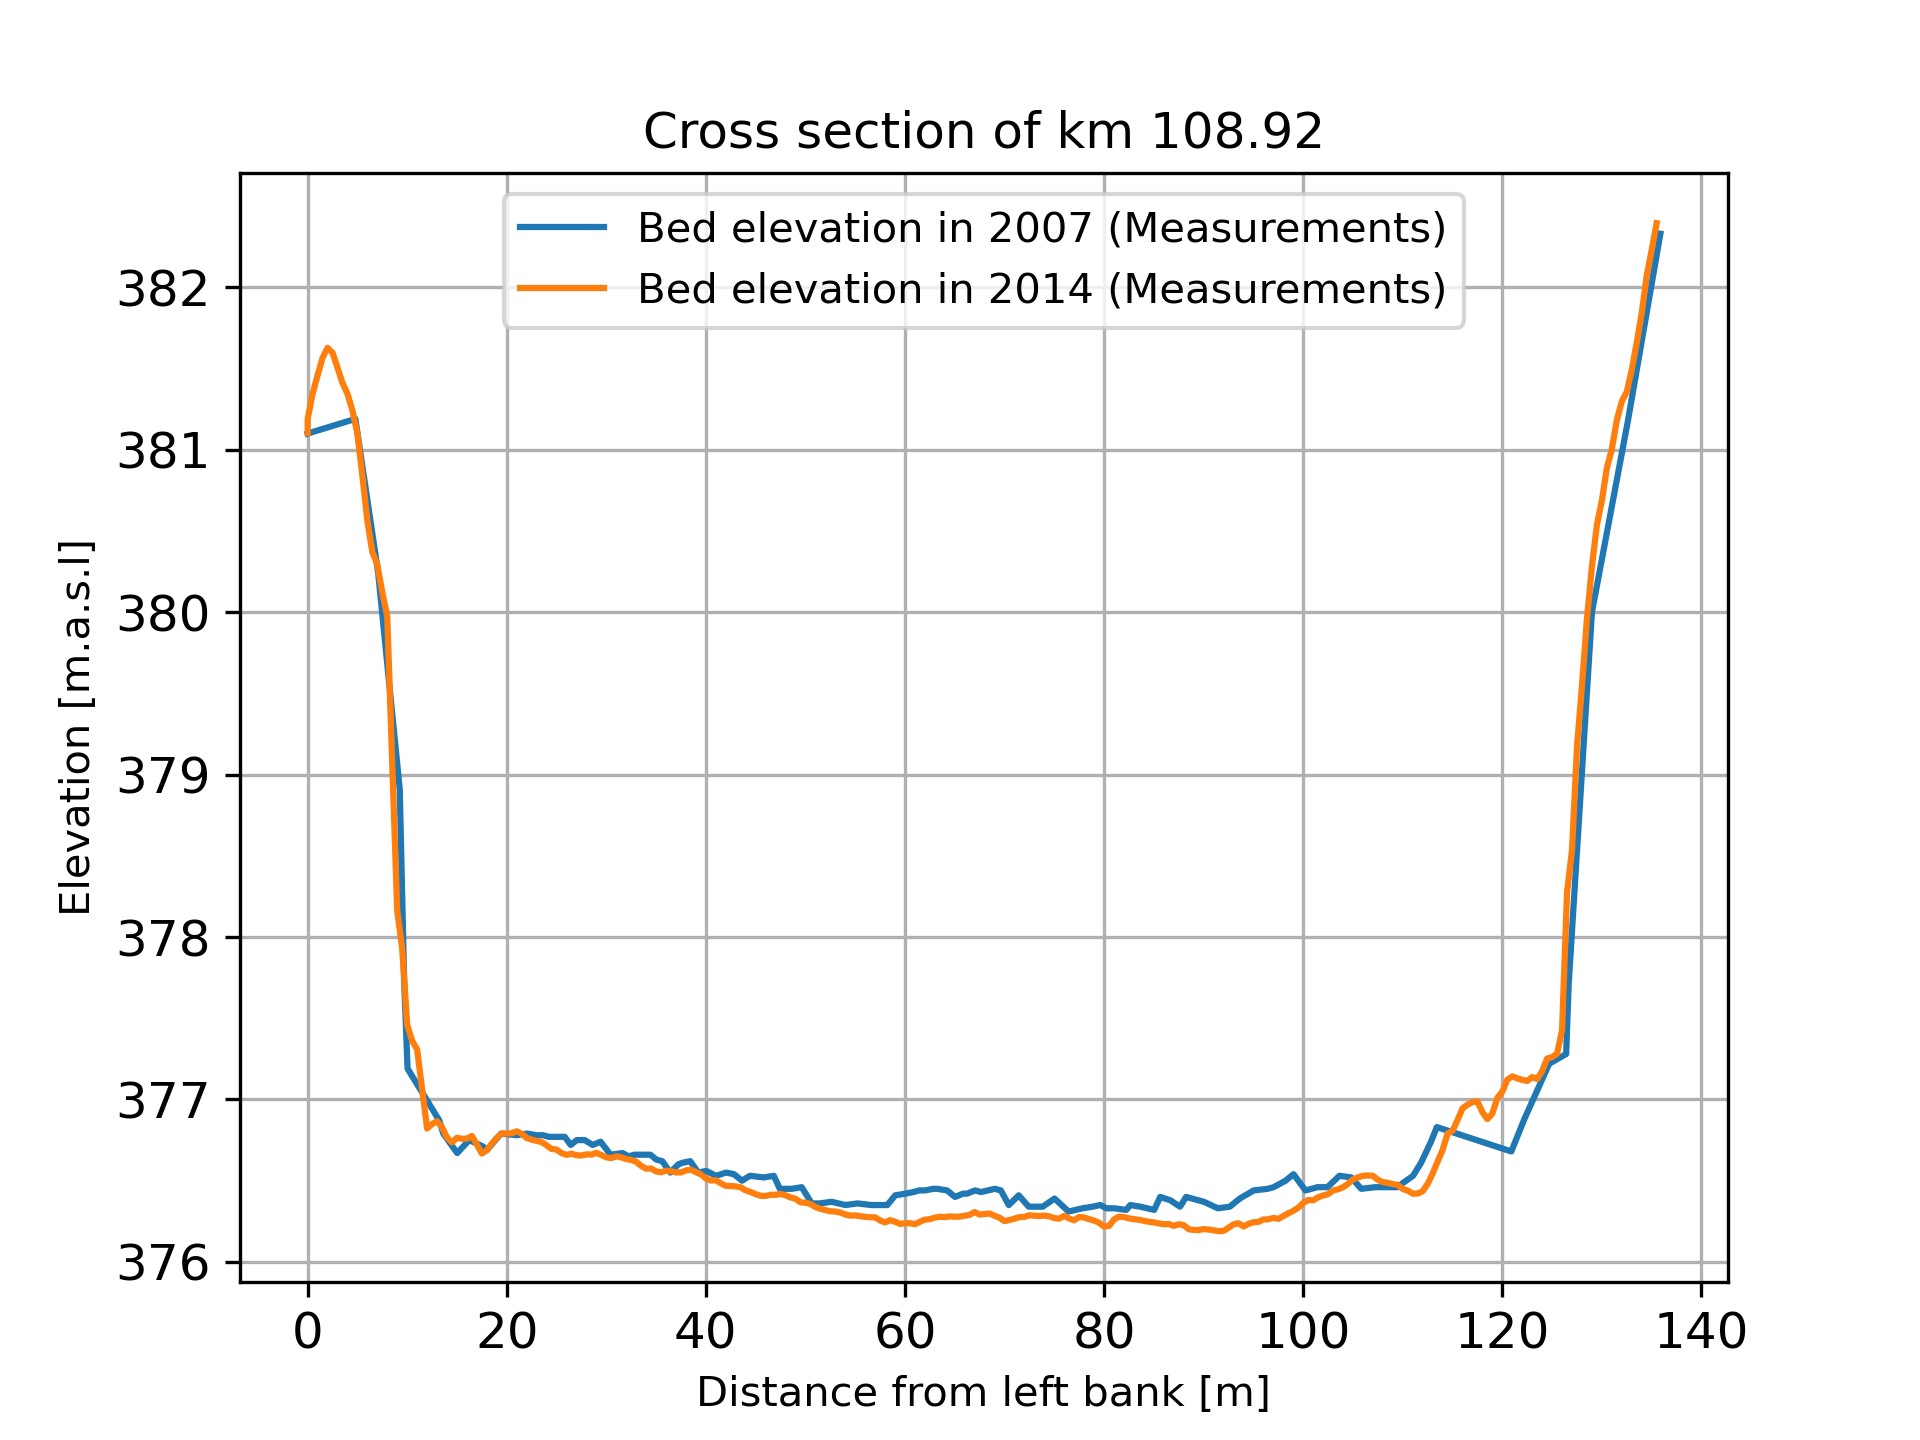 Cross section of km 108.92
Bed elevation in 2007 (Measurements)
Bed elevation in 2014 (Measurements)
Elevation [m.a.s.l]
382
381
380
379
378
377
376
0 20 40 60 80 100 120 140
Distance from left bank [m]